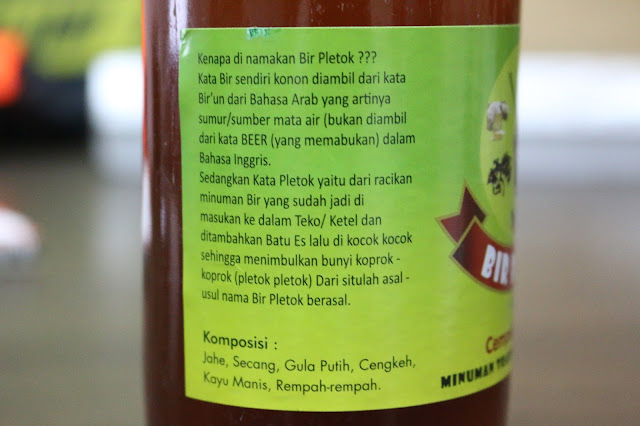 Kenapa di namakan Bir Pletok ???
Kata Bir sendiri konon diambil dari kata
Bir'un dari Bahasa Arab yang artinya
sumur/sumber mata air (bukan diambil
dari kata BEER (yang memabukan) dalam
Bahasa Inggris.
Sedangkan Kata Pletok yaitu dari racikan
minuman Bir yang sudah jadi di
masukan ke dalam Teko/ Ketel dan
ditambahkan Batu Es lalu di kocok kocok
sehingga menimbulkan bunyi koprok -
koprok (pletok pletok) Dari situlah asal -
usul nama Bir Pletok berasal.
Komposisi :
Jahe, Secang, Gula Putih, Cengkeh,
Kayu Manis, Rempah-rempah.
BIR
MINUMAN